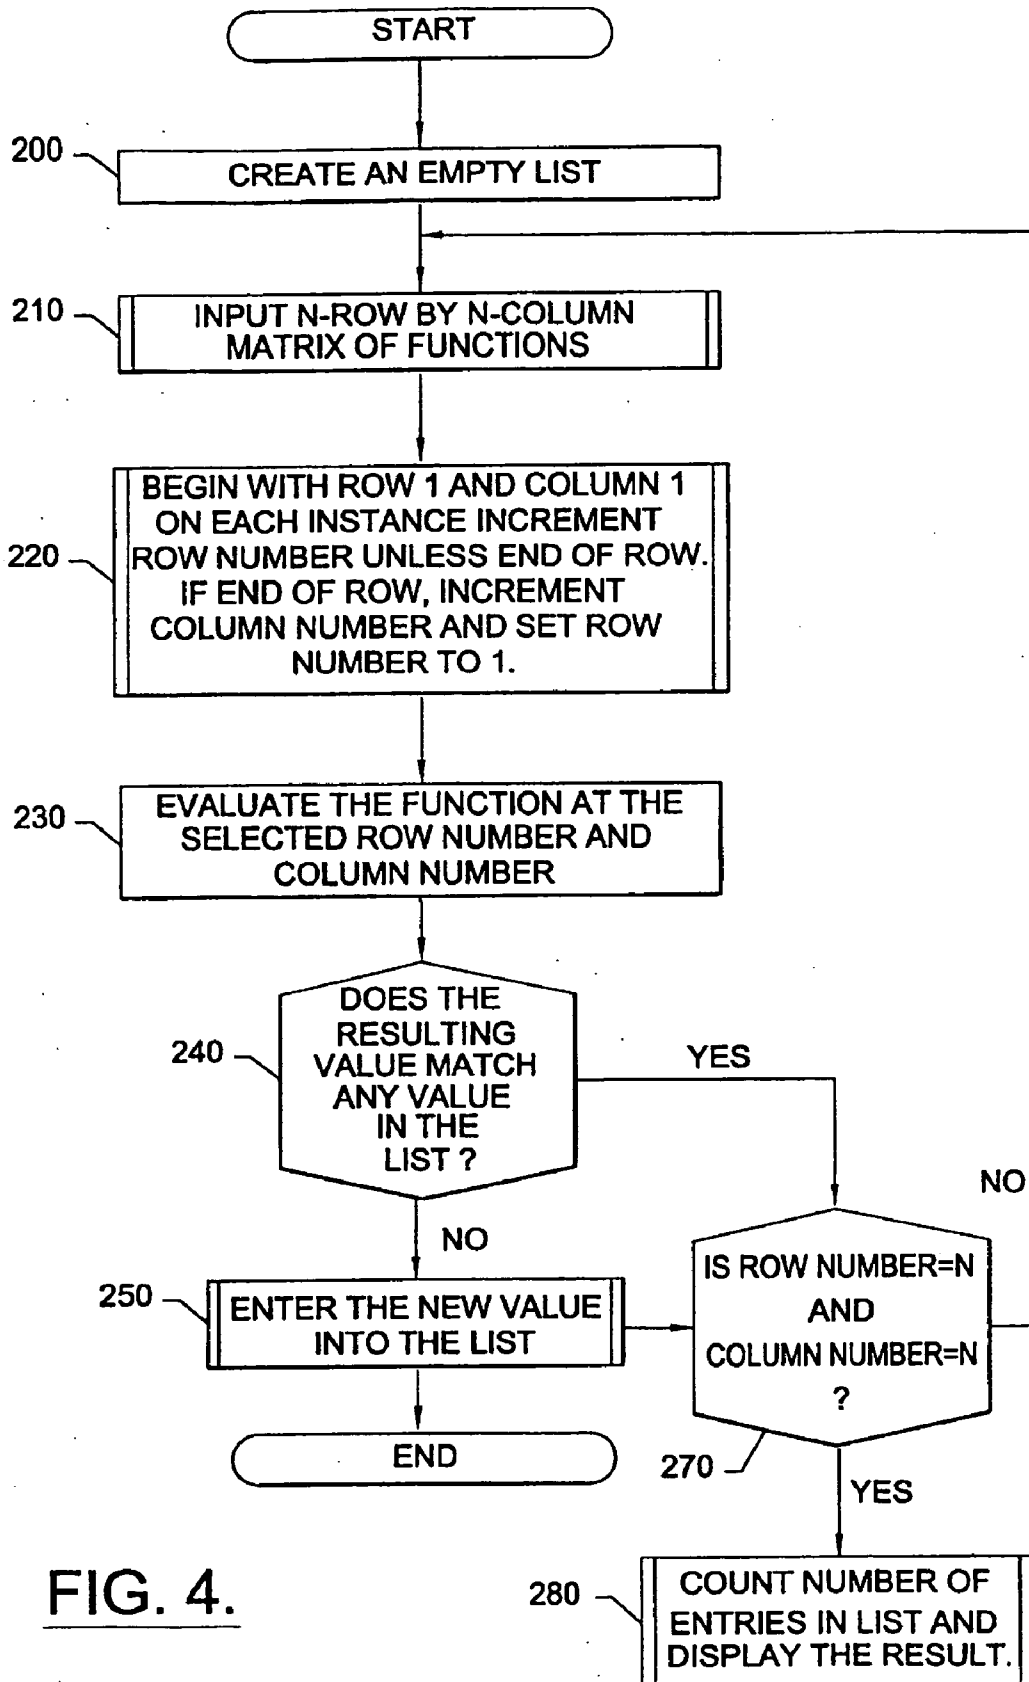 START
200
CREATE AN EMPTY LIST
210
INPUT N-ROW BY N-COLUMN
MATRIX OF FUNCTIONS
220
BEGIN WITH ROW 1 AND COLUMN 1
ON EACH INSTANCE INCREMENT
ROW NUMBER UNLESS END OF ROW.
IF END OF ROW, INCREMENT
COLUMN NUMBER AND SET ROW
NUMBER TO 1.
230
EVALUATE THE FUNCTION AT THE
SELECTED ROW NUMBER AND
COLUMN NUMBER
240
DOES THE
RESULTING
VALUE MATCH
ANY VALUE
IN THE
LIST ?
YES
NO
NO
250
ENTER THE NEW VALUE
INTO THE LIST
IS ROW NUMBER=N
AND
COLUMN NUMBER=N
?
270
END
YES
280
COUNT NUMBER OF
ENTRIES IN LIST AND
DISPLAY THE RESULT.
FIG. 4.